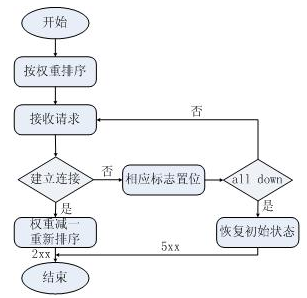 开始
按权重排序
接收请求
否
建立连接
否
相应标志置位
all down
是
是
权重减一
重新排序
恢复初始状态
2xx
5xx
结束